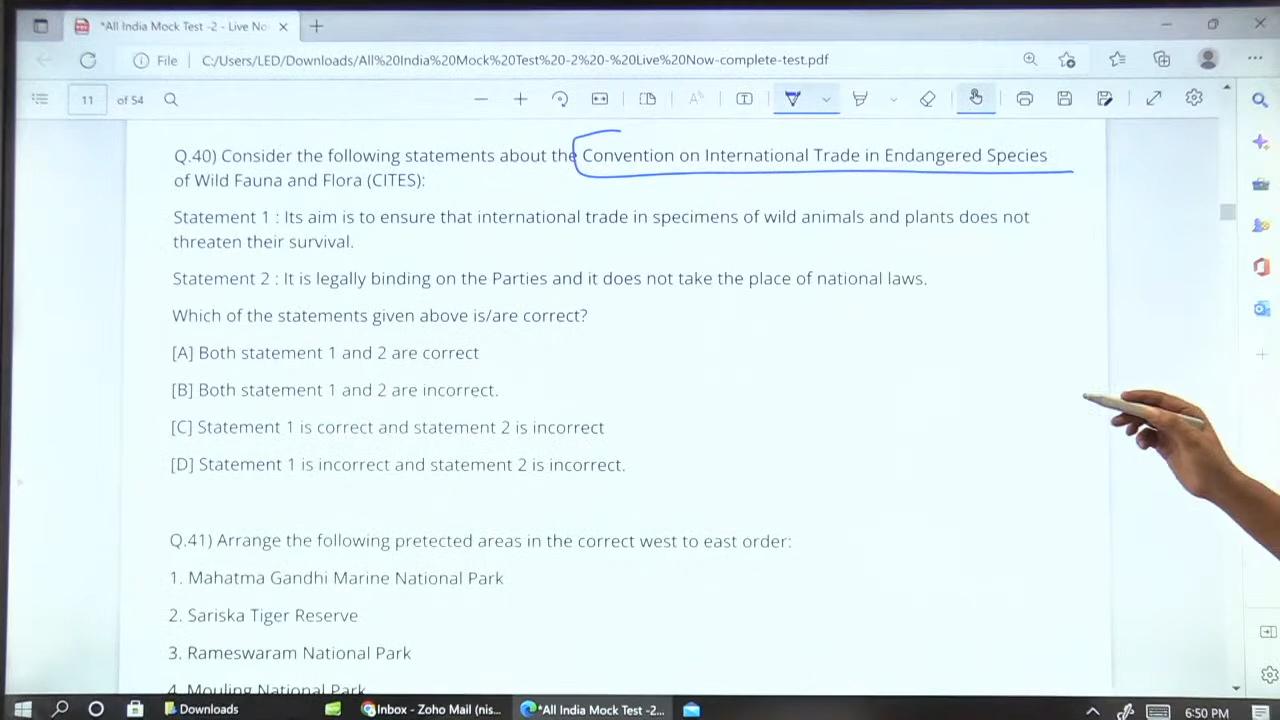 *All India Mock Test -2 - Live No
File
C:/Users/LED/Downloads/All%20India%20Mock%20Test%20-2%20-%20Live%20Now-complete-test.pdf
11 of 54
Q.40) Consider the following statements about the Convention on International Trade in Endangered Species
of Wild Fauna and Flora (CITES):
Statement 1 : Its aim is to ensure that international trade in specimens of wild animals and plants does not
threaten their survival.
Statement 2 : It is legally binding on the Parties and it does not take the place of national laws.
Which of the statements given above is/are correct?
[A] Both statement 1 and 2 are correct
[B] Both statement 1 and 2 are incorrect.
[C] Statement 1 is correct and statement 2 is incorrect
[D] Statement 1 is incorrect and statement 2 is incorrect.
Q.41) Arrange the following pretected areas in the correct west to east order:
1. Mahatma Gandhi Marine National Park
2. Sariska Tiger Reserve
3. Rameswaram National Park
4. Mouling National Park
Downloads
Inbox - Zoho Mail (nis...
*All India Mock Test -2...
6:50 PM